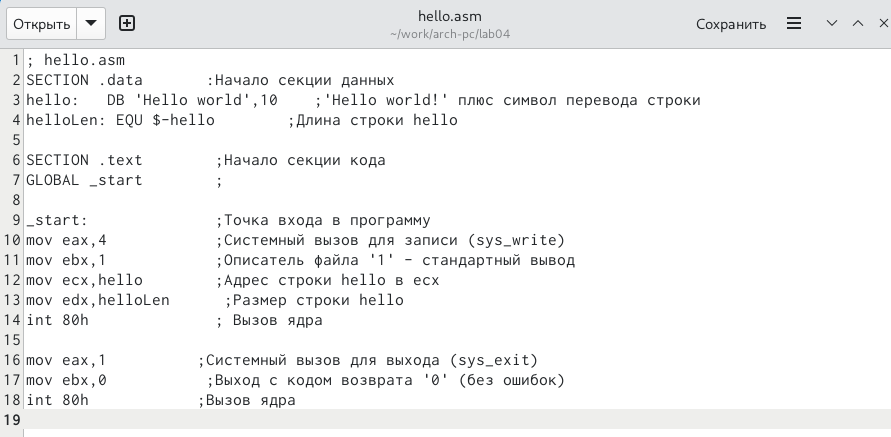 Открыть
hello.asm
~/work/arch-pc/lab04
Сохранить
1 ; hello.asm
2 SECTION .data       :Начало секции данных
3 hello:   DB 'Hello world',10    ;'Hello world!' плюс символ перевода строки
4 helloLen: EQU $-hello        ;Длина строки hello
5
6 SECTION .text        ;Начало секции кода
7 GLOBAL _start        ;
8
9 _start:              ;Точка входа в программу
10 mov eax,4            ;Системный вызов для записи (sys_write)
11 mov ebx,1            ;Описатель файла '1' - стандартный вывод
12 mov ecx,hello        ;Адрес строки hello в ecx
13 mov edx,helloLen      ;Размер строки hello
14 int 80h              ; Вызов ядра
15
16 mov eax,1          ;Системный вызов для выхода (sys_exit)
17 mov ebx,0           ;Выход с кодом возврата '0' (без ошибок)
18 int 80h            ;Вызов ядра
19